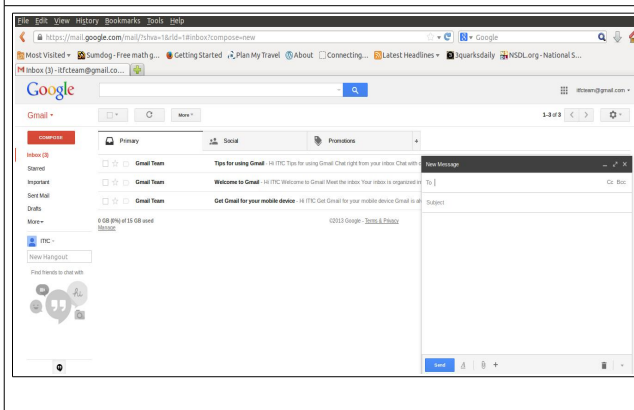 File Edit View History Bookmarks Tools Help
https://mail.google.com/mail/?shva=1&rld=1#inbox?compose=new
Google
Most Visited Sumdog - Free math g... Getting Started Plan My Travel About Connecting... Latest Headlines 3quarksdaily NSDL.org - National S...
Inbox (3) - itfcteam@gmail.co...
Google
itfcteam@gmail.com
Gmail
More
1–3 of 3
COMPOSE
Primary
Social
Promotions
+
Inbox (3)
Starred
Important
Sent Mail
Drafts
More
Gmail Team Tips for using Gmail - Hi ITfC Tips for using Gmail Chat right from your inbox Chat with
Gmail Team Welcome to Gmail - Hi ITfC Welcome to Gmail Meet the inbox Your inbox is organized
Gmail Team Get Gmail for your mobile device - Hi ITfC Get Gmail for your mobile device Gmail is
0 GB (0%) of 15 GB used
Manage
©2013 Google - Terms & Privacy
ITfC
New Hangout
Find friends to chat with
New Message
To
Cc Bcc
Subject
Send
A
+